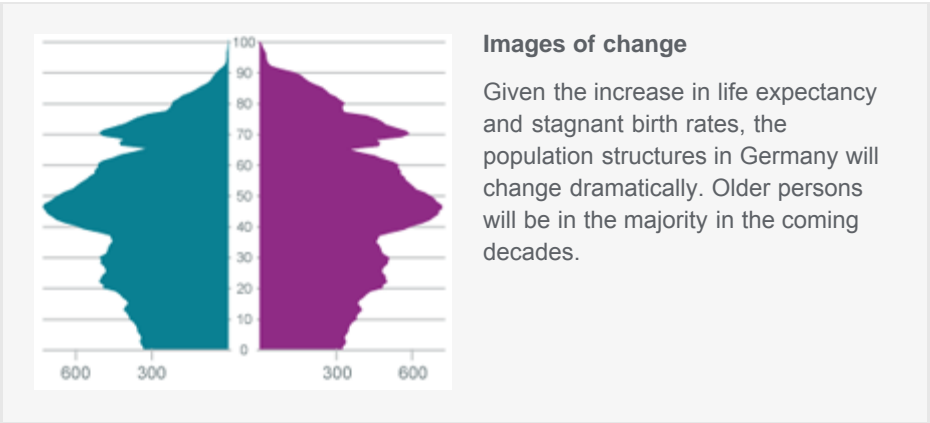 Images of change
Given the increase in life expectancy
and stagnant birth rates, the
population structures in Germany will
change dramatically. Older persons
will be in the majority in the coming
decades.
100
90
80
70
60
50
40
30
20
10
0
600 300 300 600